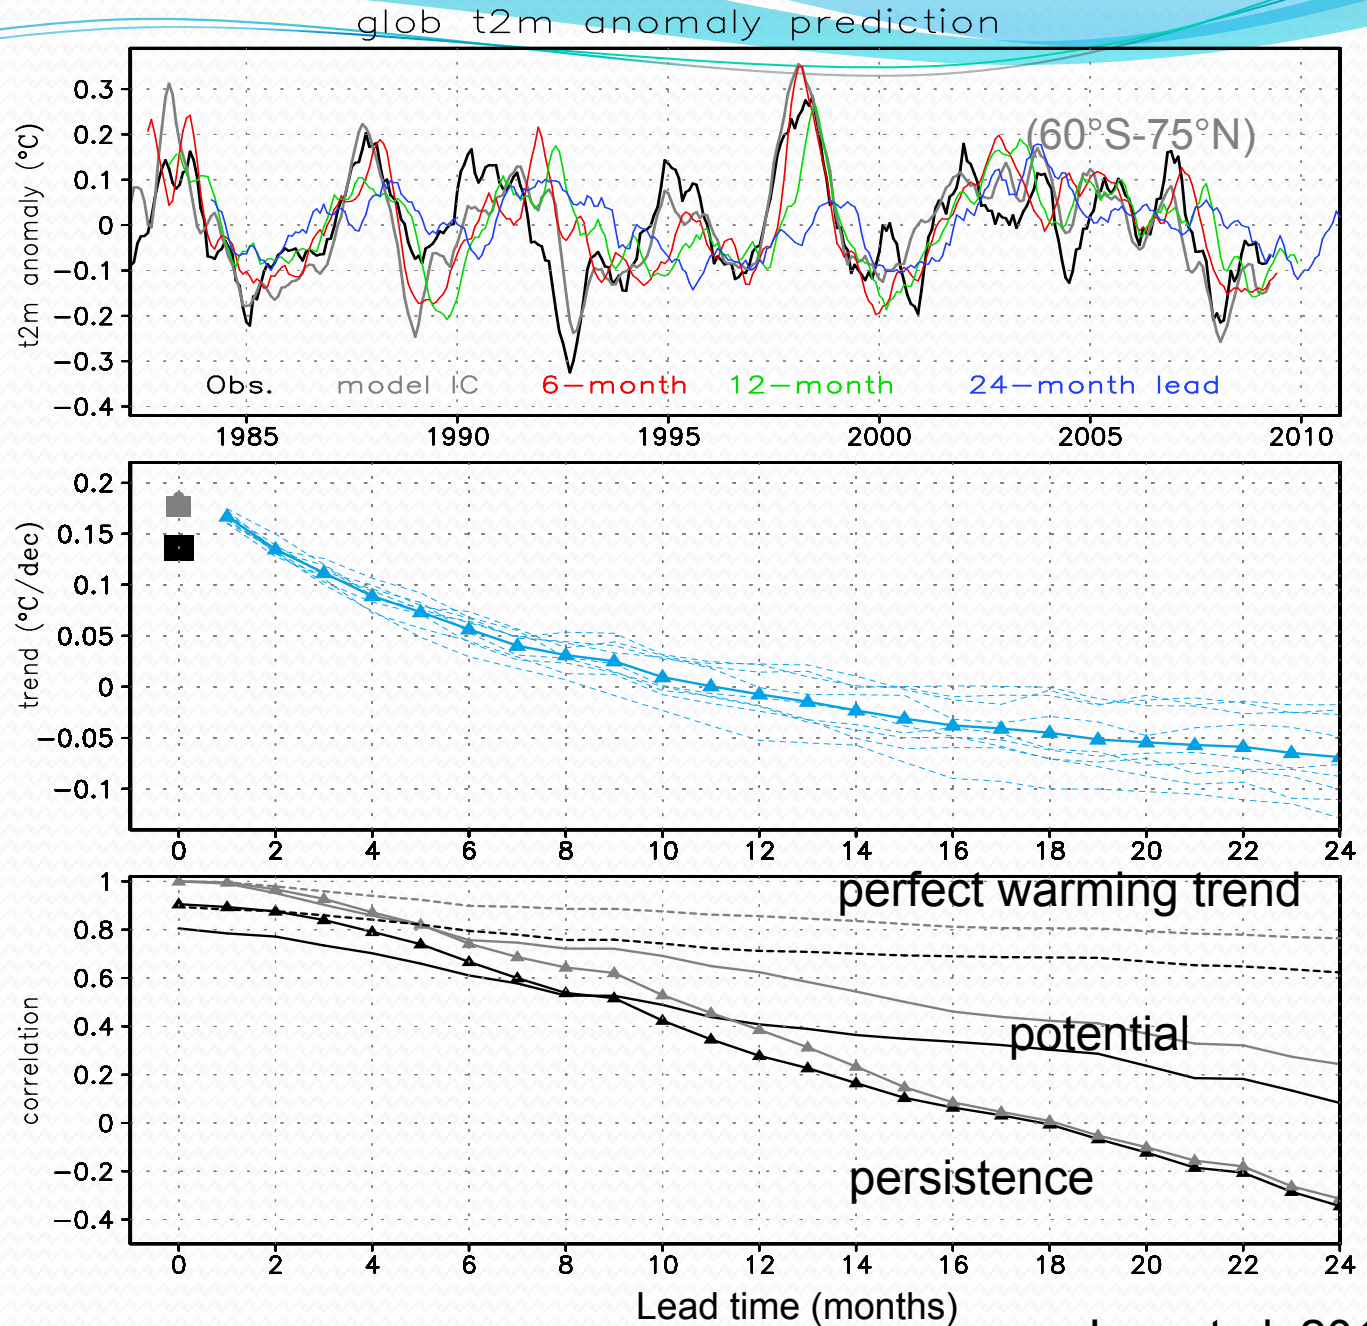 glob t2m anomaly prediction
t2m anomaly (°C)
0.3
0.2
0.1
0
−0.1
−0.2
−0.3
−0.4
(60°S-75°N)
Obs. model IC 6−month 12−month 24−month lead
1985 1990 1995 2000 2005 2010
trend (°C/dec)
0.2
0.15
0.1
0.05
0
−0.05
−0.1
0 2 4 6 8 10 12 14 16 18 20 22 24
correlation
1
0.8
0.6
0.4
0.2
0
−0.2
−0.4
perfect warming trend
potential
persistence
0 2 4 6 8 10 12 14 16 18 20 22 24
Lead time (months)